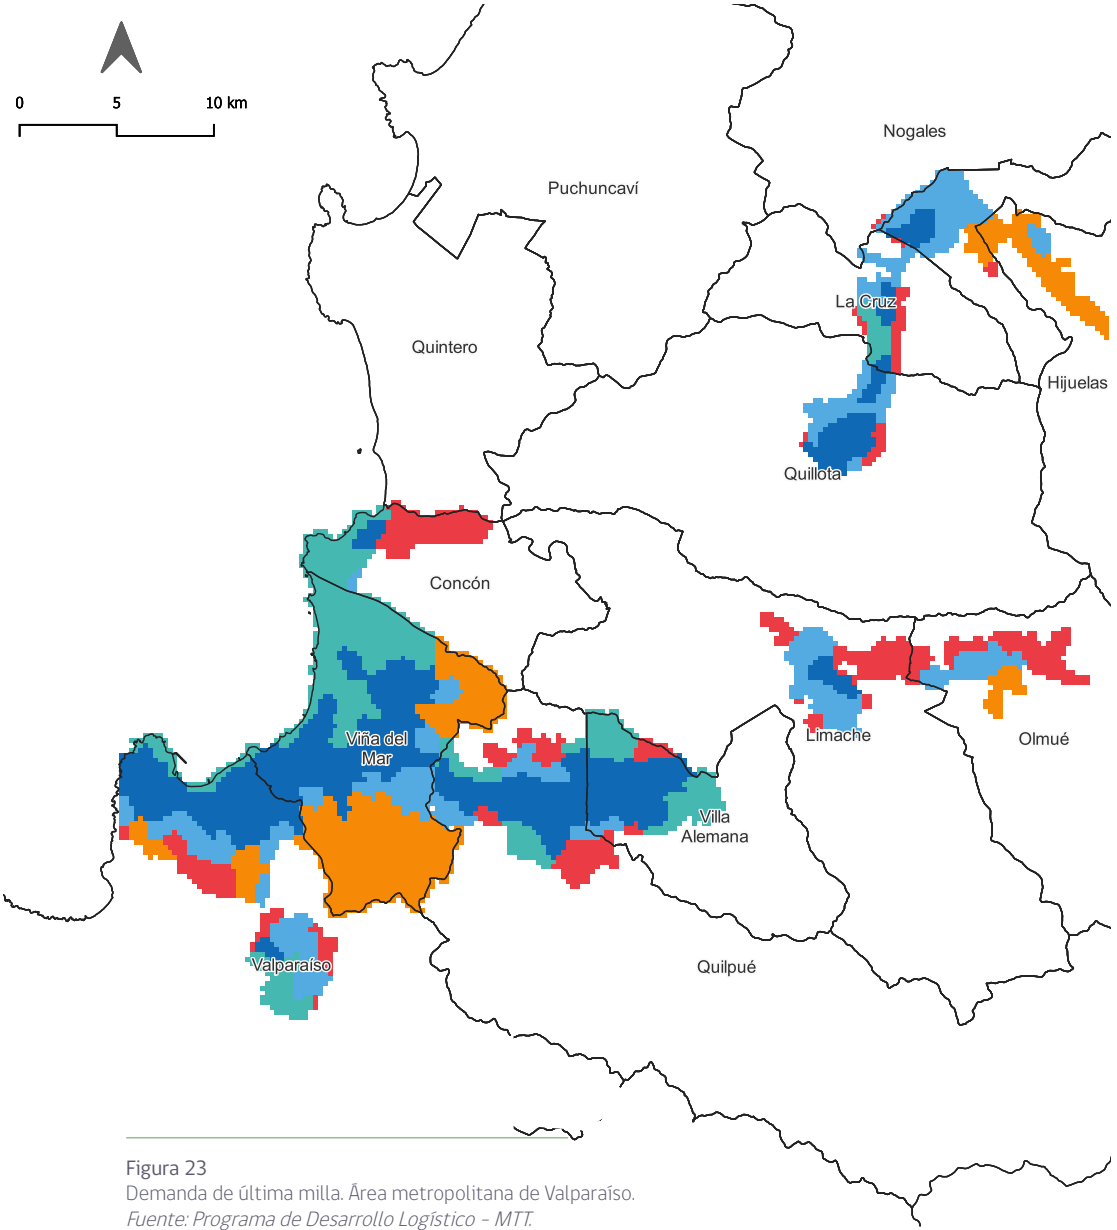 0 5 10 km
Nogales
Puchuncaví
La Cruz
Quintero
Hijuelas
Quillota
Concón
Limache
Olmué
Viña del
Mar
Villa
Alemana
Valparaíso
Quilpué
Figura 23
Demanda de última milla. Área metropolitana de Valparaíso.
Fuente: Programa de Desarrollo Logístico - MTT.